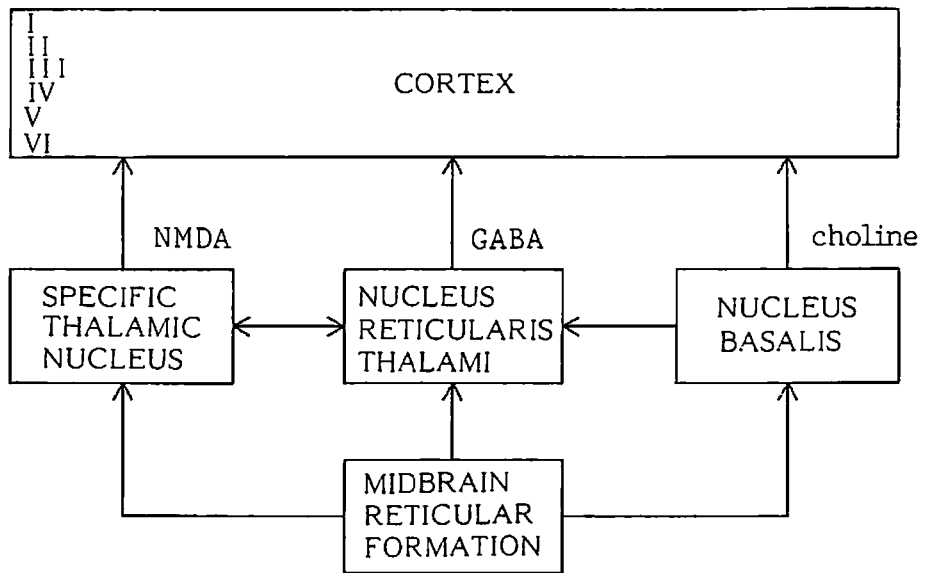 I
II
III
IV
V
VI
CORTEX
NMDA
GABA
choline
SPECIFIC
THALAMIC
NUCLEUS
NUCLEUS
RETICULARIS
THALAMI
NUCLEUS
BASALIS
MIDBRAIN
RETICULAR
FORMATION